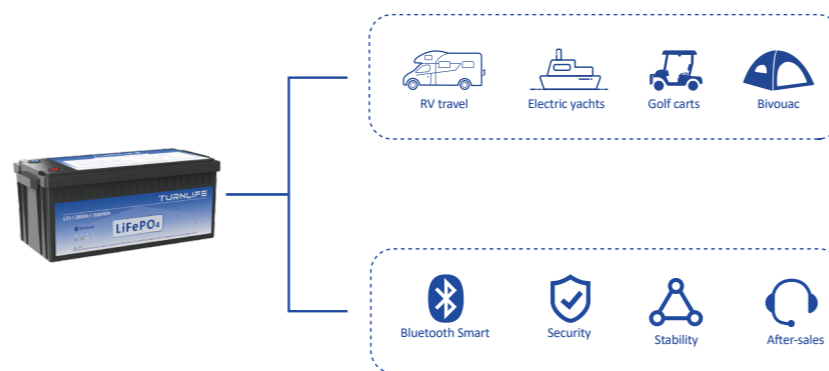 RV travel
Electric yachts
Golf carts
Bivouac
TURNLIFE
LiFePO₄
Bluetooth Smart
Security
Stability
After-sales